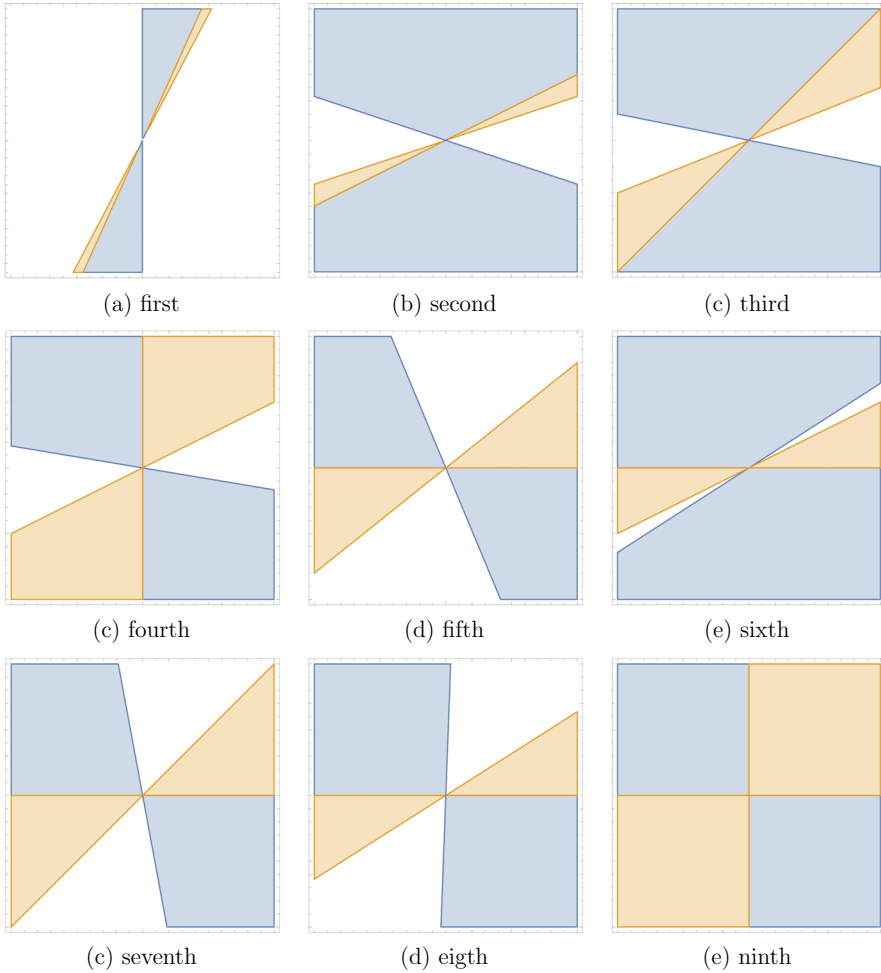 (a) first
(b) second
(c) third
(c) fourth
(d) fifth
(e) sixth
(c) seventh
(d) eigth
(e) ninth